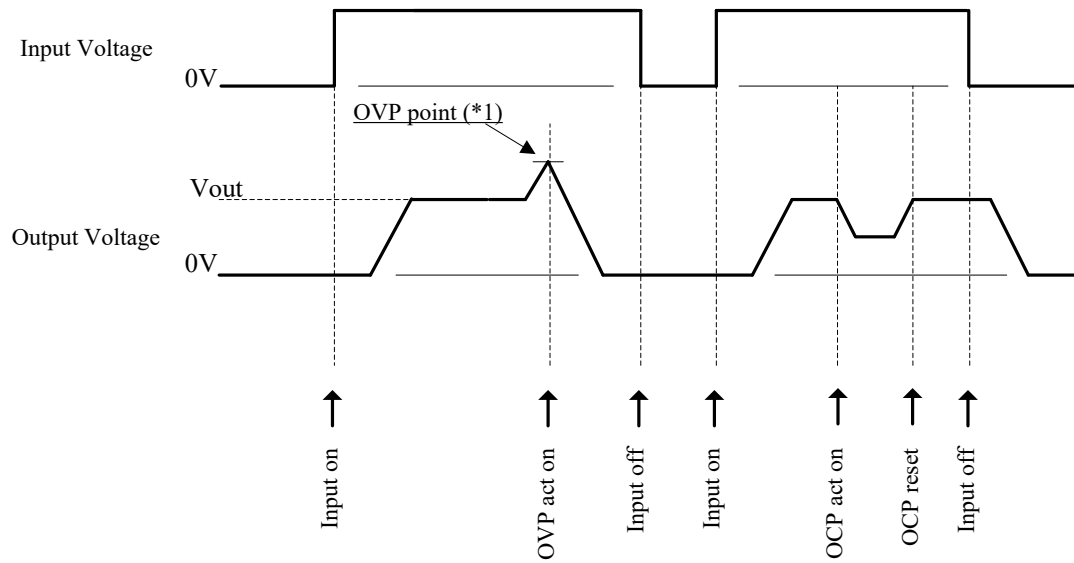 Input Voltage
0V
OVP point (*1)
Vout
Output Voltage
0V
Input on
OVP act on
Input off
Input on
OCP act on
OCP reset
Input off